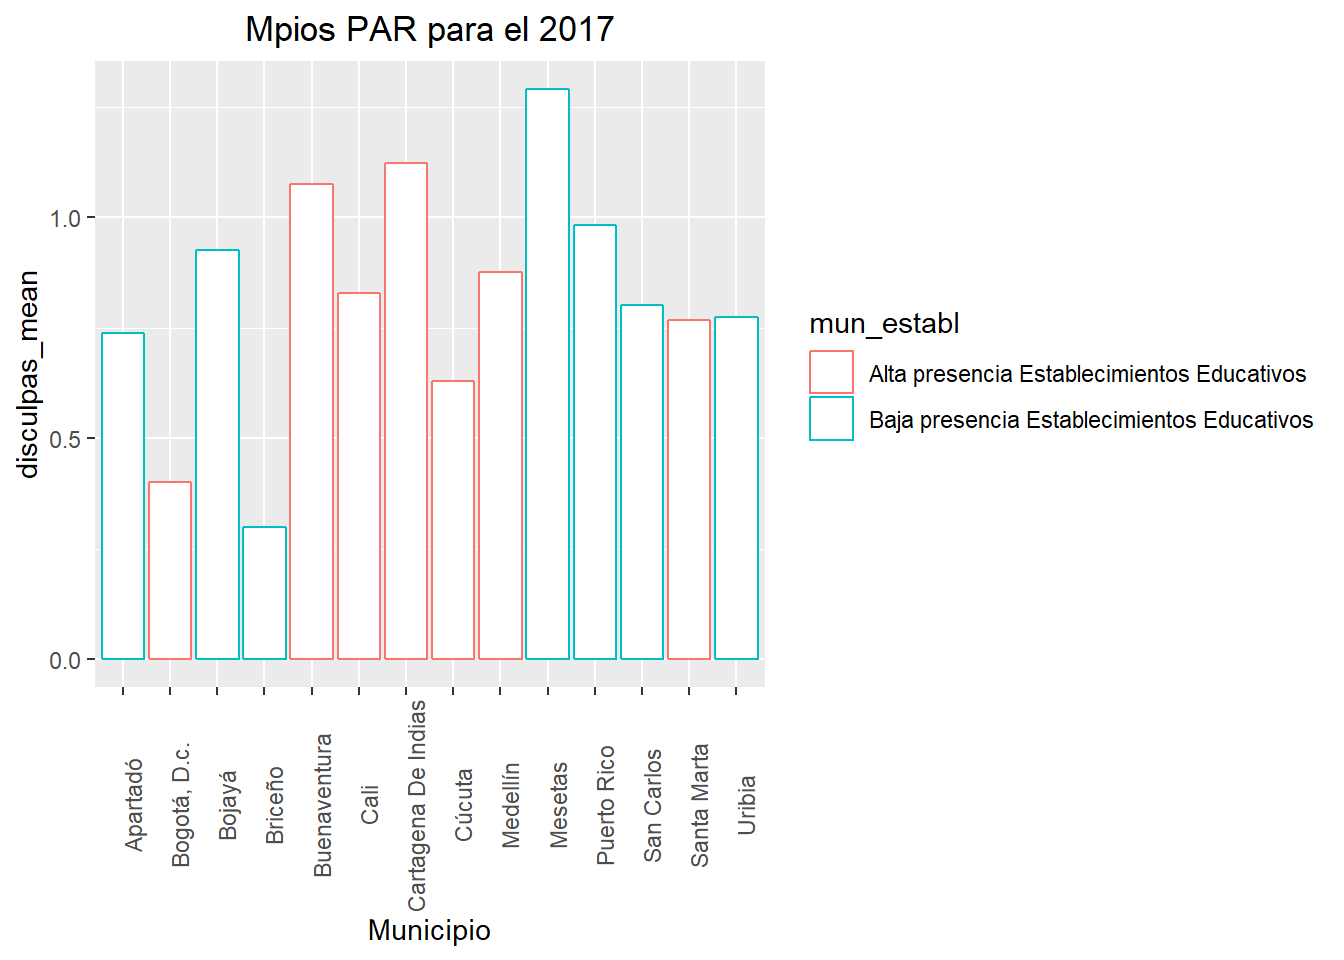 Mpios PAR para el 2017
disculpas_mean
1.0
0.5
0.0
Apartadó
Bogotá, D.c.
Bojayá
Briceño
Buenaventura
Cali
Cartagena De Indias
Cúcuta
Medellín
Mesetas
Puerto Rico
San Carlos
Santa Marta
Uribia
Municipio
mun_establ
Alta presencia Establecimientos Educativos
Baja presencia Establecimientos Educativos